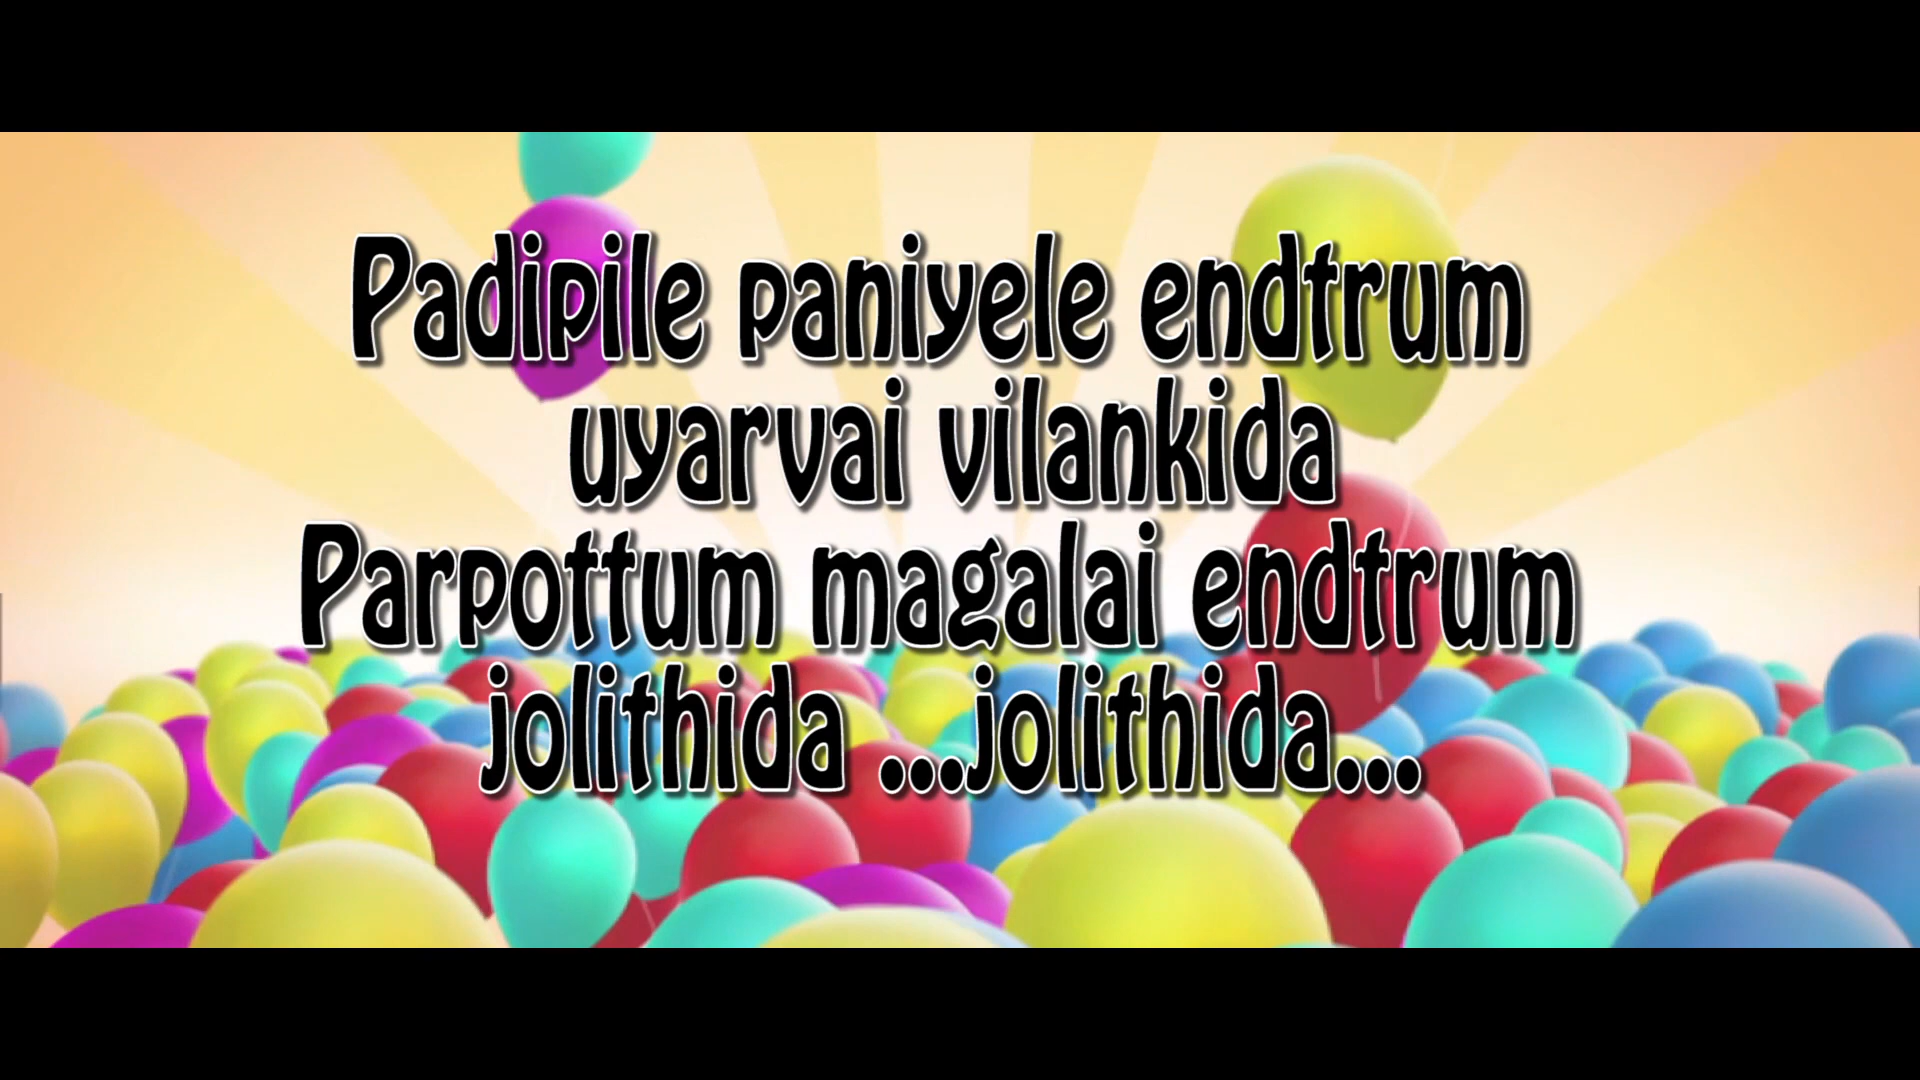 Padipile paniyele endtrum
uyarvai vilankida
Parpottum magalai endtrum
jolithida ...jolithida...